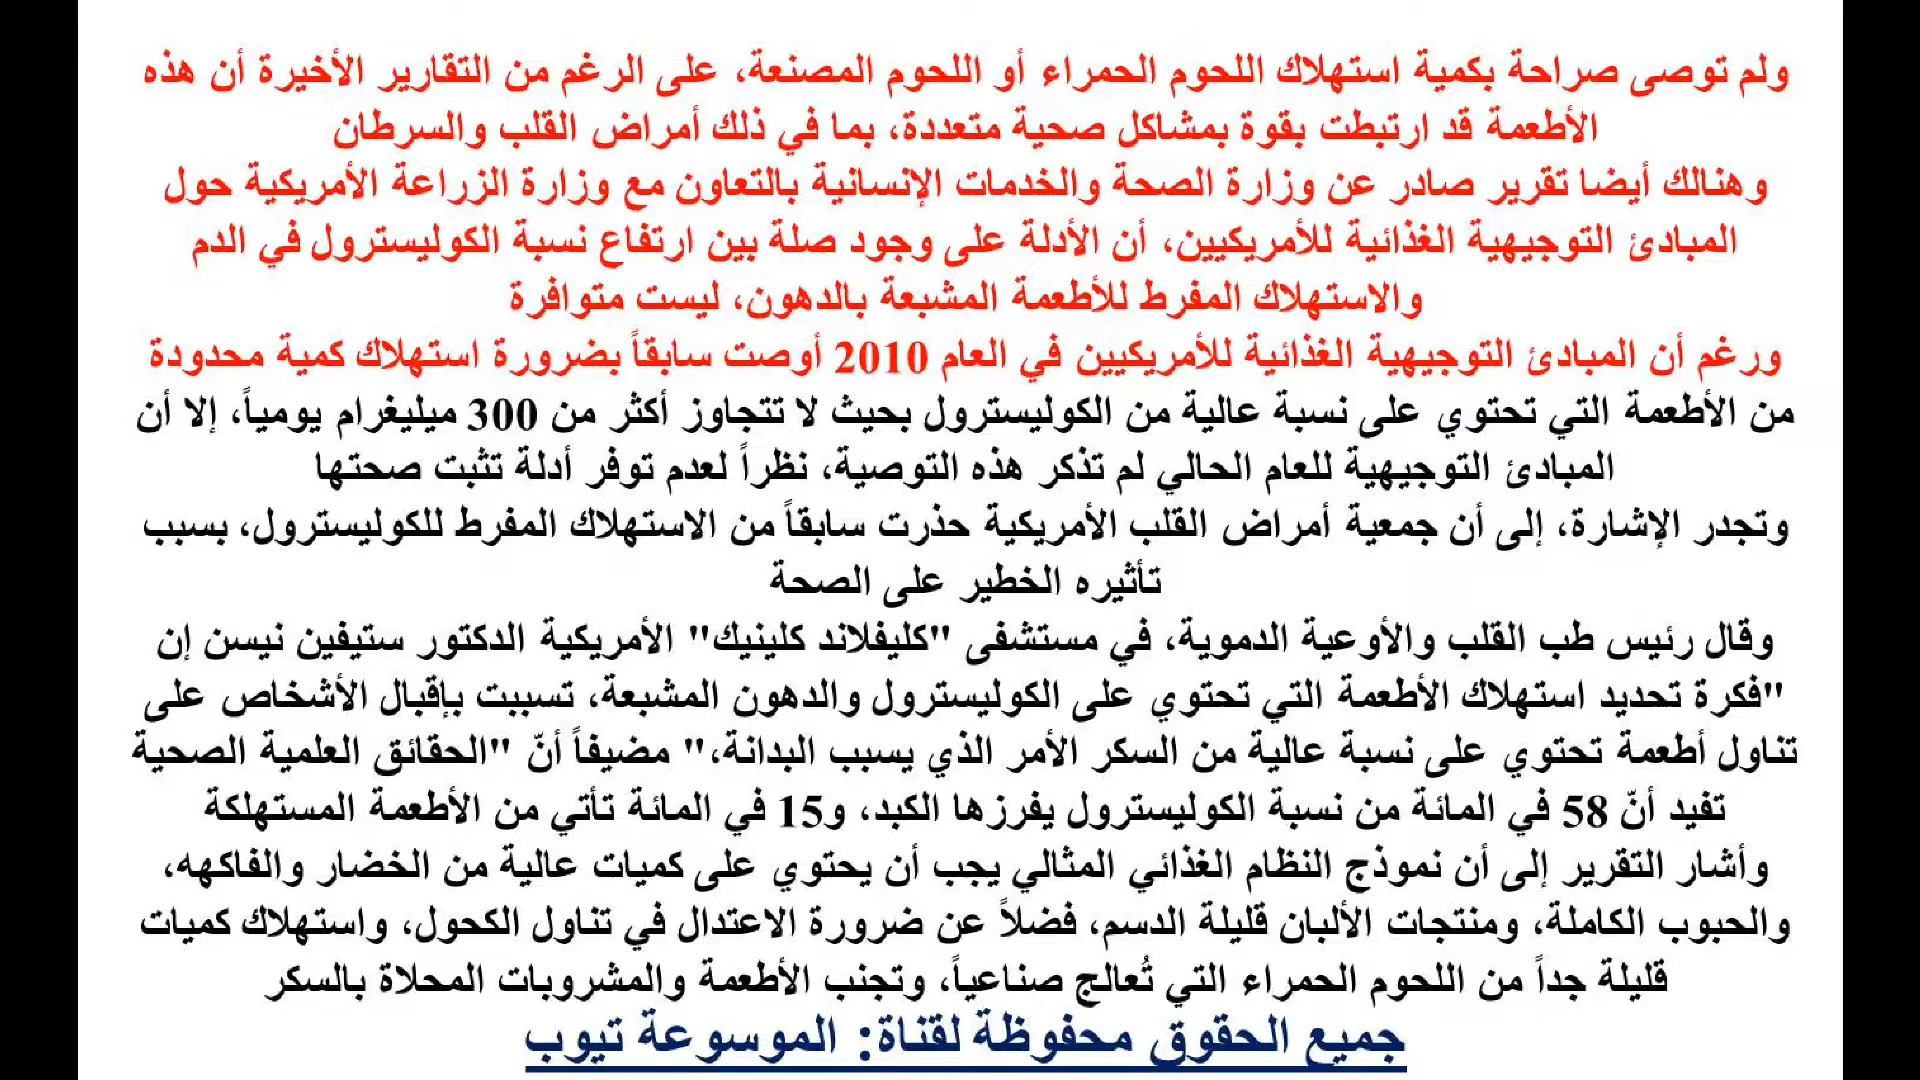 ولم توصى صراحة بكمية استهلاك اللحوم الحمراء أو اللحوم المصنعة، على الرغم من التقارير الأخيرة أن هذه
الأطعمة قد ارتبطت بقوة بمشاكل صحية متعددة، بما في ذلك أمراض القلب والسرطان
وهنالك أيضا تقرير صادر عن وزارة الصحة والخدمات الإنسانية بالتعاون مع وزارة الزراعة الأمريكية حول
المبادئ التوجيهية الغذائية للأمريكيين، أن الأدلة على وجود صلة بين ارتفاع نسبة الكوليسترول في الدم
والاستهلاك المفرط للأطعمة المشبعة بالدهون، ليست متوافرة
ورغم أن المبادئ التوجيهية الغذائية للأمريكيين في العام 2010 أوصت سابقاً بضرورة استهلاك كمية محدودة
من الأطعمة التي تحتوي على نسبة عالية من الكوليسترول بحيث لا تتجاوز أكثر من 300 ميليغرام يومياً، إلا أن
المبادئ التوجيهية للعام الحالي لم تذكر هذه التوصية، نظراً لعدم توفر أدلة تثبت صحتها
وتجدر الإشارة، إلى أن جمعية أمراض القلب الأمريكية حذرت سابقاً من الاستهلاك المفرط للكوليسترول، بسبب
تأثيره الخطير على الصحة
وقال رئيس طب القلب والأوعية الدموية، في مستشفى "كليفلاند كلينيك" الأمريكية الدكتور ستيفين نيسن إن
"فكرة تحديد استهلاك الأطعمة التي تحتوي على الكوليسترول والدهون المشبعة، تسببت بإقبال الأشخاص على
تناول أطعمة تحتوي على نسبة عالية من السكر الأمر الذي يسبب البدانة،" مضيفاً أنّ "الحقائق العلمية الصحية
تفيد أنّ 58 في المائة من نسبة الكوليسترول يفرزها الكبد، و15 في المائة تأتي من الأطعمة المستهلكة
وأشار التقرير إلى أن نموذج النظام الغذائي المثالي يجب أن يحتوي على كميات عالية من الخضار والفاكهه،
والحبوب الكاملة، ومنتجات الألبان قليلة الدسم، فضلاً عن ضرورة الاعتدال في تناول الكحول، واستهلاك كميات
قليلة جداً من اللحوم الحمراء التي تُعالج صناعياً، وتجنب الأطعمة والمشروبات المحلاة بالسكر
جميع الحقوق محفوظة لقناة: الموسوعة تيوب